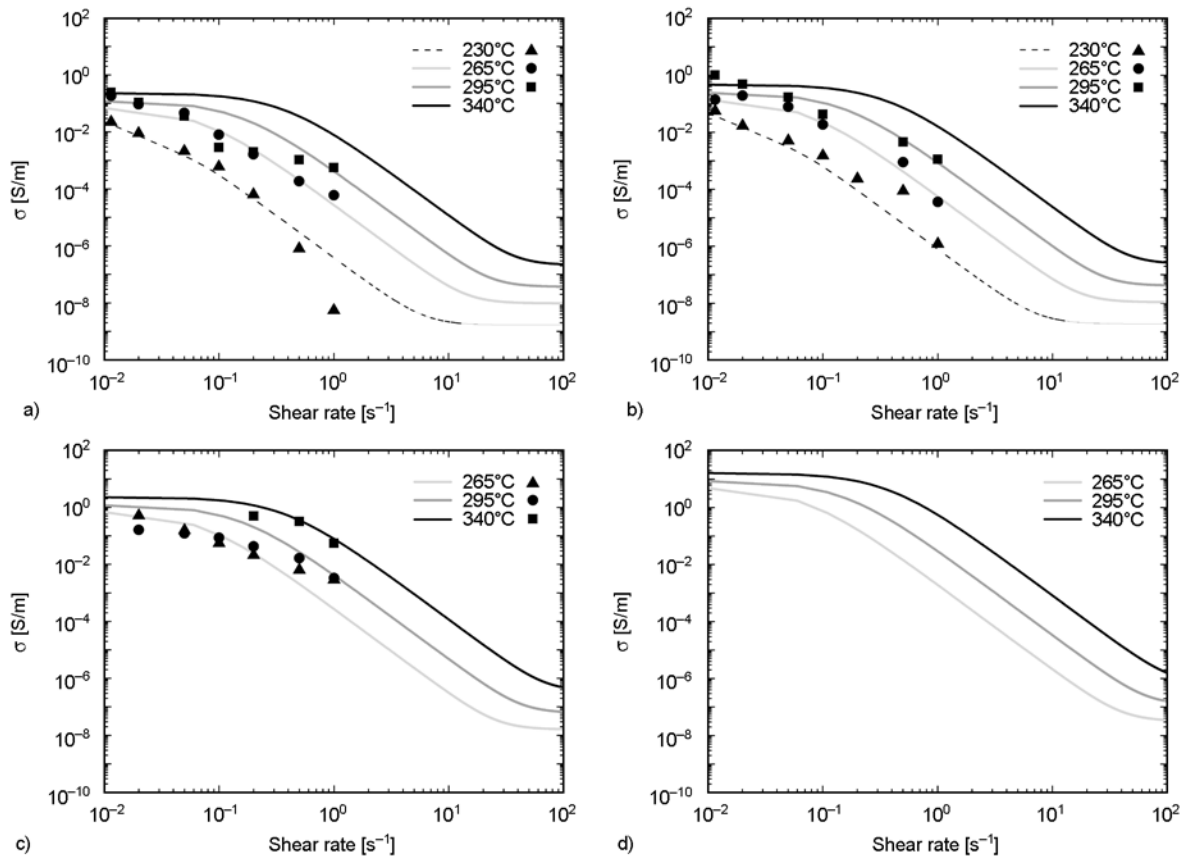 10² 10² 
230°C 230°C
265°C 265°C
10⁰ 10⁰
295°C 295°C
340°C 340°C
10⁻² 10⁻²
σ [S/m] σ [S/m]
10⁻⁴ 10⁻⁴
10⁻⁶ 10⁻⁶
10⁻⁸ 10⁻⁸
10⁻¹⁰ 10⁻¹⁰
10⁻² 10⁻¹ 10⁰ 10¹ 10² 10⁻² 10⁻¹ 10⁰ 10¹ 10²
a) Shear rate [s⁻¹] b) Shear rate [s⁻¹]
10² 10²
265°C 265°C
295°C 295°C
10⁰ 340°C 10⁰ 340°C
10⁻² 10⁻²
σ [S/m] σ [S/m]
10⁻⁴ 10⁻⁴
10⁻⁶ 10⁻⁶
10⁻⁸ 10⁻⁸
10⁻¹⁰ 10⁻¹⁰
10⁻² 10⁻¹ 10⁰ 10¹ 10² 10⁻² 10⁻¹ 10⁰ 10¹ 10²
c) Shear rate [s⁻¹] d) Shear rate [s⁻¹]